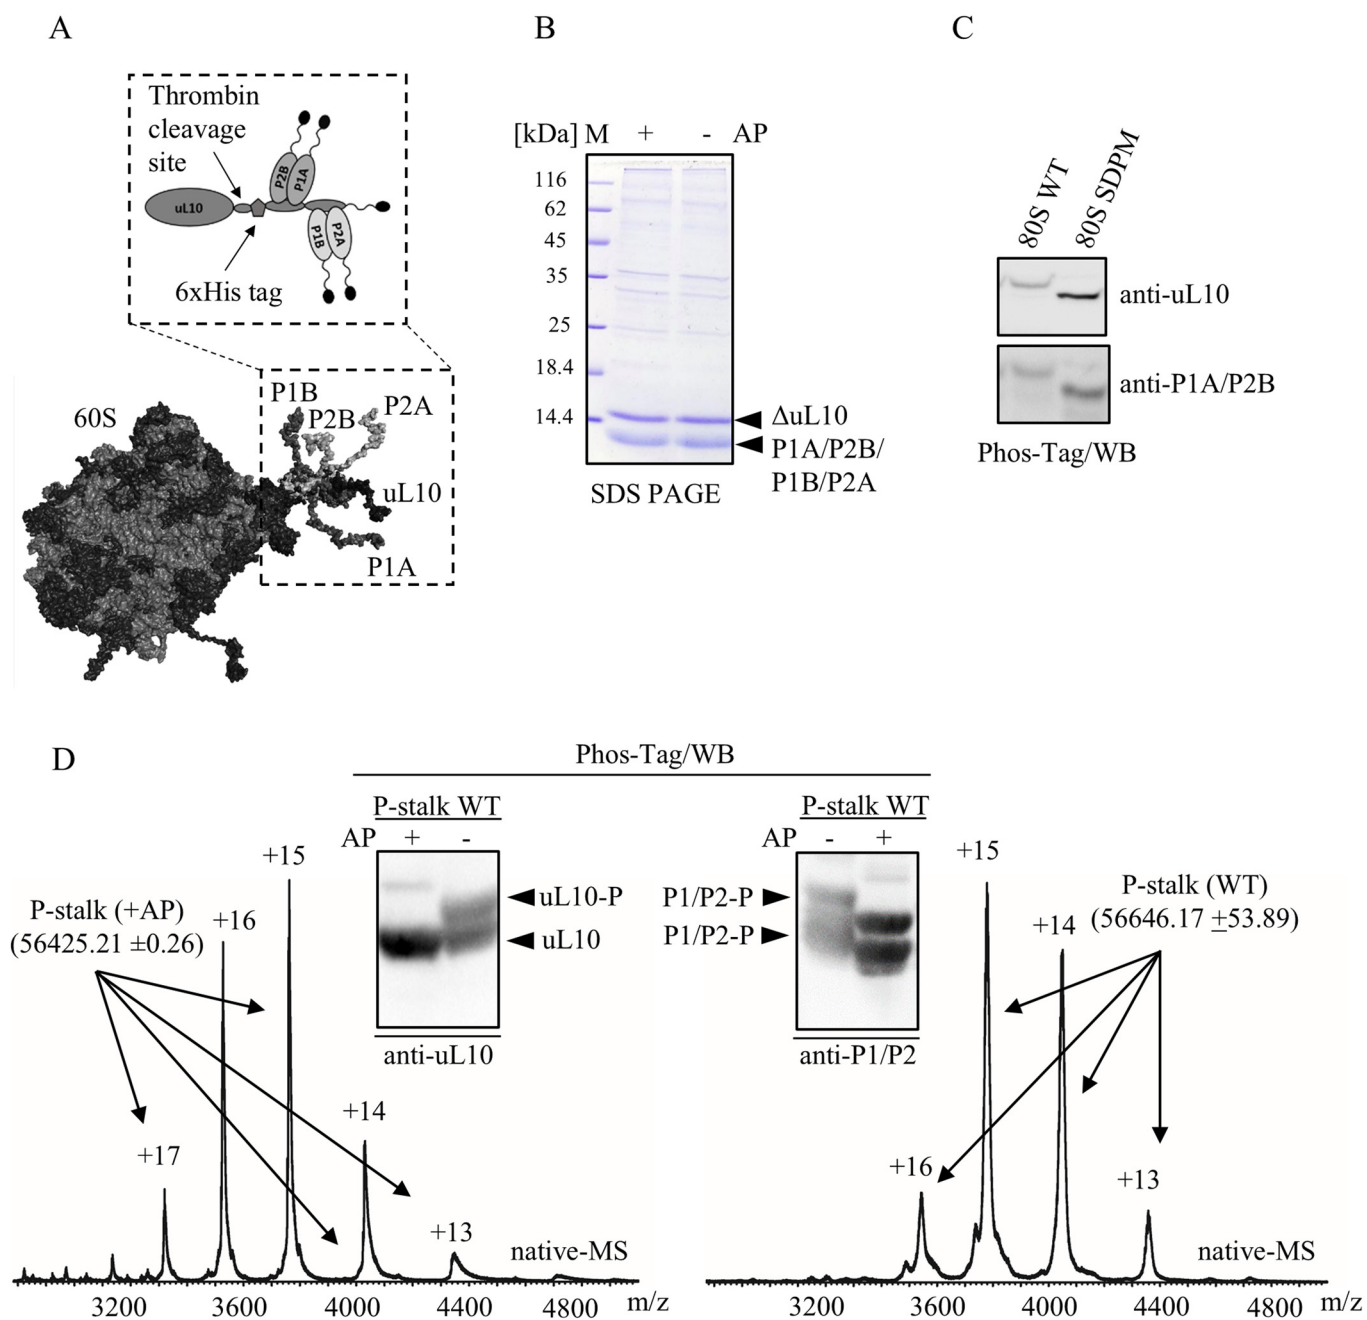 A
Thrombin
cleavage
site
uL10
P2B
P1A
P1B
P2A
6xHis tag
60S
P1B
P2B
P2A
uL10
P1A
B
[kDa] M + - AP
116
62
45
35
25
18.4
14.4
ΔuL10
P1A/P2B/
P1B/P2A
SDS PAGE
C
80S WT
80S SDPM
anti-uL10
anti-P1A/P2B
Phos-Tag/WB
D
Phos-Tag/WB
P-stalk WT
AP + -
uL10-P
uL10
anti-uL10
P-stalk WT
- +
P1/P2-P
P1/P2-P
anti-P1/P2
P-stalk (+AP)
(56425.21 ±0.26)
+17
+16
+15
+14
+13
native-MS
3200 3600 4000 4400 4800 m/z
P-stalk (WT)
(56646.17 ±53.89)
+16
+15
+14
+13
native-MS
3200 3600 4000 4400 4800 m/z